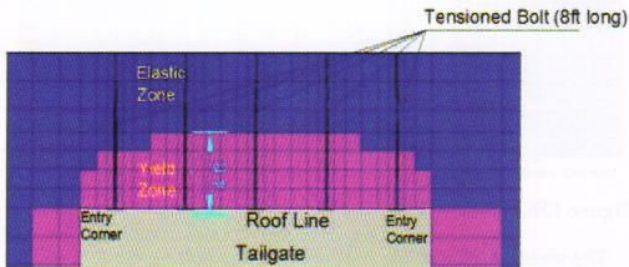 Tensioned Bolt (8ft long)
Elastic
Zone
Yield
Zone
Entry
Corner
Roof Line
Entry
Corner
Tailgate